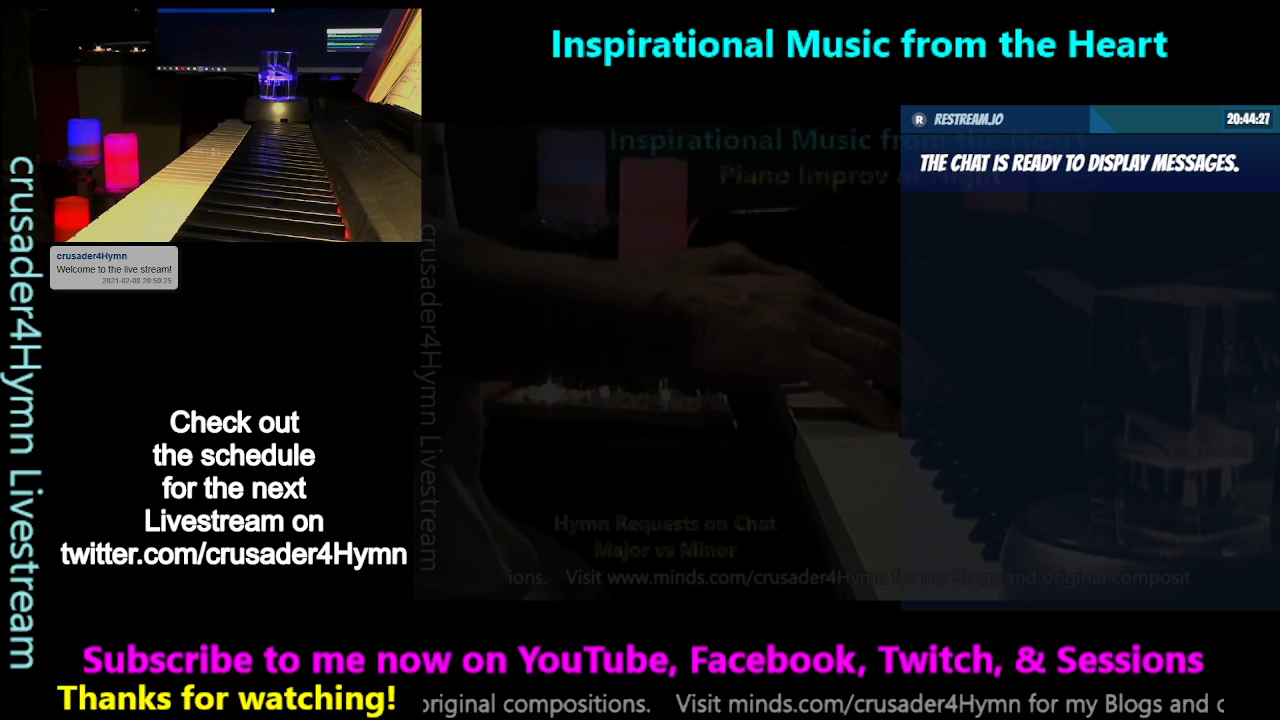 Inspirational Music from the Heart
RESTREAM.IO
20:44:27
THE CHAT IS READY TO DISPLAY MESSAGES.
Inspirational Music from the Heart
Piano Improv at Night
crusader4Hymn Livestream
crusader4Hymn
Welcome to the live stream!
2021-02-08 20:50:25
crusader4Hymn Livestream
Check out
the schedule
for the next
Livestream on
twitter.com/crusader4Hymn
Hymn Requests on Chat
Major vs Minor
ions. Visit www.minds.com/crusader4Hymn for my Blogs and original composit
Subscribe to me now on YouTube, Facebook, Twitch, & Sessions
Thanks for watching!
original compositions. Visit minds.com/crusader4Hymn for my Blogs and